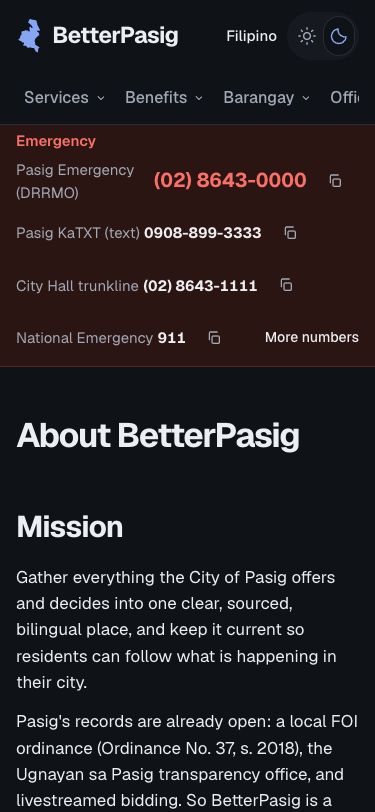 BetterPasig
Filipino
Services
Benefits
Barangay
Emergency
Pasig Emergency
(DRRMO)
(02) 8643-0000
Pasig KaTXT (text) 0908-899-3333
City Hall trunkline (02) 8643-1111
National Emergency 911
More numbers
About BetterPasig
Mission
Gather everything the City of Pasig offers
and decides into one clear, sourced,
bilingual place, and keep it current so
residents can follow what is happening in
their city.
Pasig's records are already open: a local FOI
ordinance (Ordinance No. 37, s. 2018), the
Ugnayan sa Pasig transparency office, and
livestreamed bidding. So BetterPasig is a